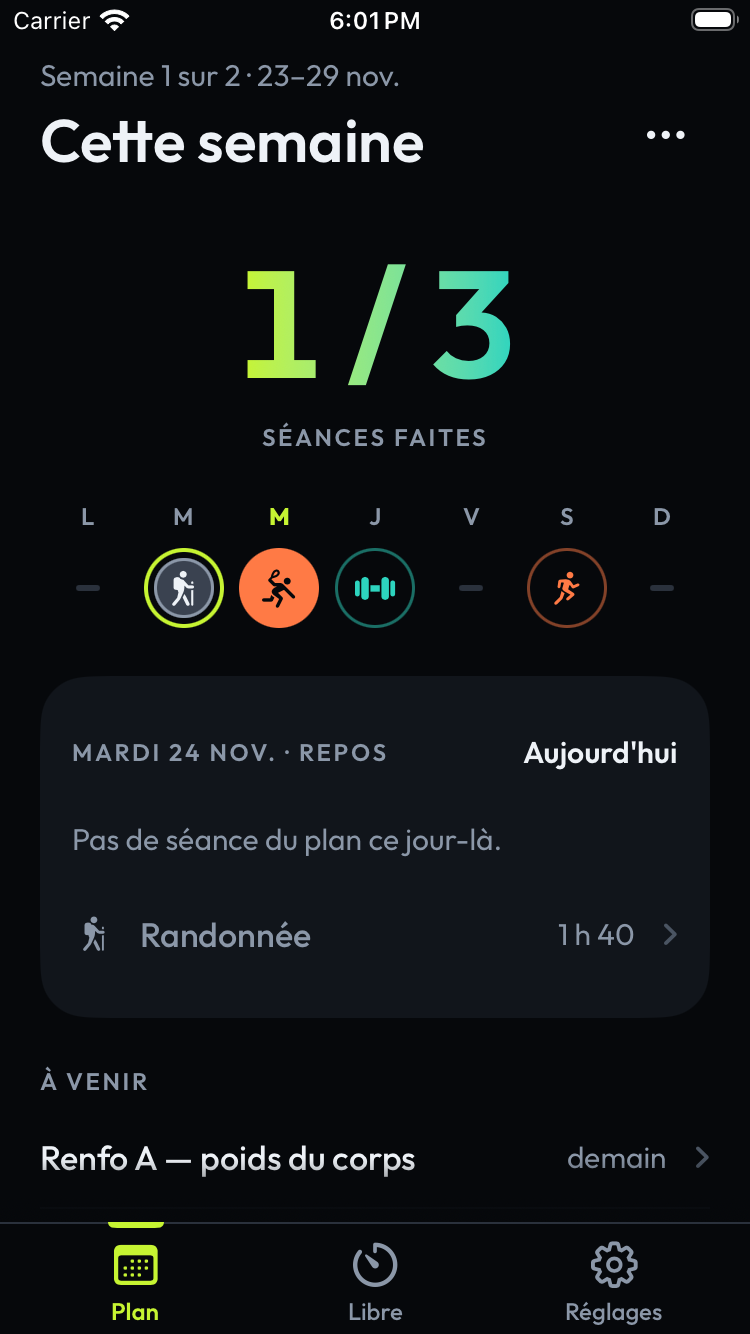 Carrier 6:01 PM
Semaine 1 sur 2 · 23–29 nov.
Cette semaine
1/3
SÉANCES FAITES
L M M J V S D
MARDI 24 NOV. · REPOS Aujourd'hui
Pas de séance du plan ce jour-là.
Randonnée 1 h 40
À VENIR
Renfo A — poids du corps demain
Plan Libre Réglages